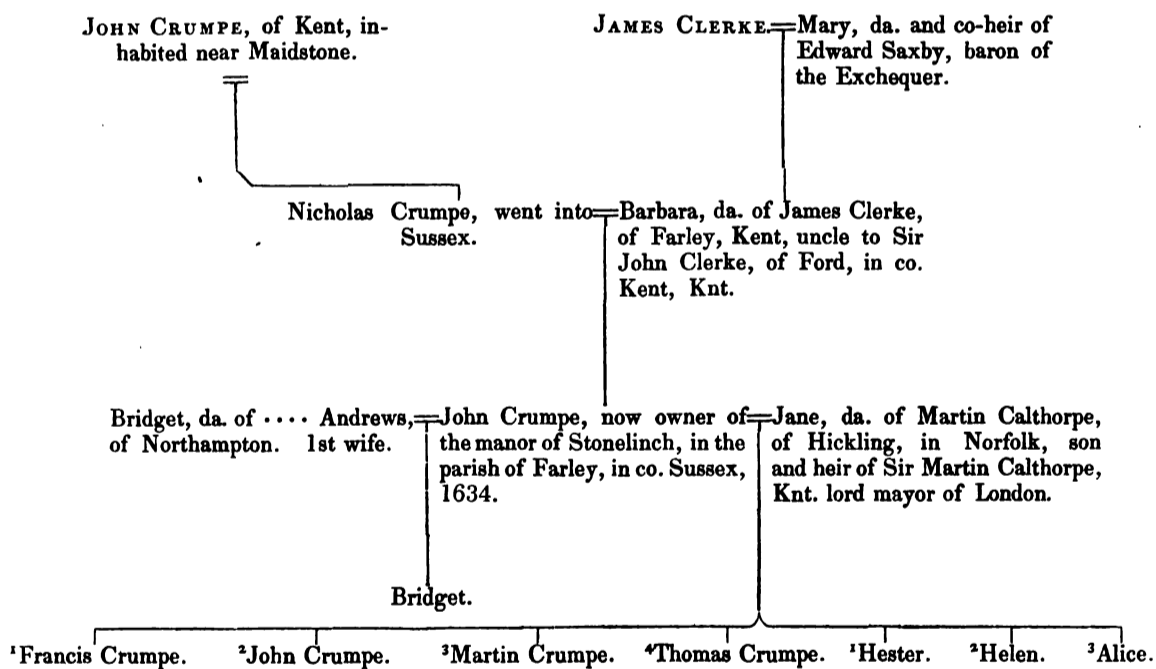 JOHN CRUMPE, of Kent, in-
habited near Maidstone.
JAMES CLERKE.=Mary, da. and co-heir of
Edward Saxby, baron of
the Exchequer.
Nicholas Crumpe, went into=Barbara, da. of James Clerke,
Sussex.
of Farley, Kent, uncle to Sir
John Clerke, of Ford, in co.
Kent, Knt.
Bridget, da. of .... Andrews,=John Crumpe, now owner of=Jane, da. of Martin Calthorpe,
of Northampton. 1st wife.
the manor of Stonelinch, in the
parish of Farley, in co. Sussex,
1634.
of Hickling, in Norfolk, son
and heir of Sir Martin Calthorpe,
Knt. lord mayor of London.
Bridget.
¹Francis Crumpe. ²John Crumpe. ³Martin Crumpe. ⁴Thomas Crumpe. ¹Hester. ²Helen. ³Alice.